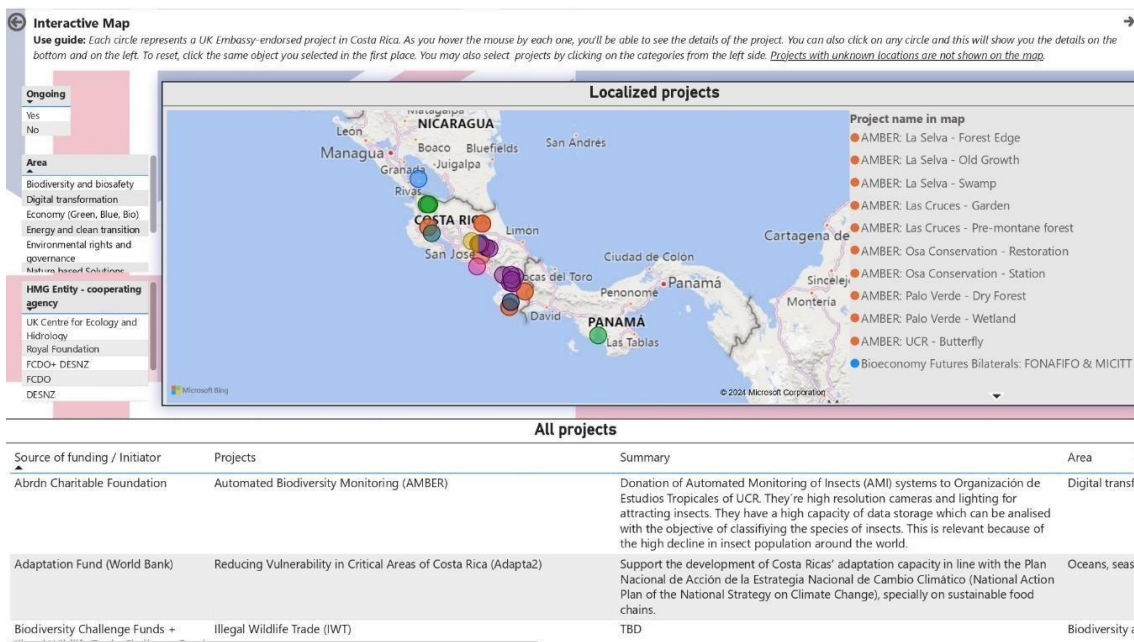 Interactive Map
Use guide: Each circle represents a UK Embassy-endorsed project in Costa Rica. As you hover the mouse by each one, you'll be able to see the details of the project. You can also click on any circle and this will show you the details on the
bottom and on the left. To reset, click the same object you selected in the first place. You may also select projects by clicking on the categories from the left side. Projects with unknown locations are not shown on the map.
Ongoing
Yes
No
Area
Biodiversity and biosafety
Digital transformation
Economy (Green, Blue, Bio)
Energy and clean transition
Environmental rights and
governance
Nature based Solutions
HMG Entity - cooperating
agency
UK Centre for Ecology and
Hidrology
Royal Foundation
FCDO+ DESNZ
FCDO
DESNZ
Localized projects
Matagalpa
NICARAGUA
León
Boaco
Bluefields
San Andrés
Managua
Juigalpa
Granada
Rivas
COSTA RIC
Limón
San José
Bocas del Toro
Ciudad de Colón
Cartagena de
Panamá
Penonome
Sincelej
Montería
David
PANAMÁ
Las Tablas
Microsoft Bing
© 2024 Microsoft Corporation
Project name in map
AMBER: La Selva - Forest Edge
AMBER: La Selva - Old Growth
AMBER: La Selva - Swamp
AMBER: Las Cruces - Garden
AMBER: Las Cruces - Pre-montane forest
AMBER: Osa Conservation - Restoration
AMBER: Osa Conservation - Station
AMBER: Palo Verde - Dry Forest
AMBER: Palo Verde - Wetland
AMBER: UCR - Butterfly
Bioeconomy Futures Bilaterals: FONAFIFO & MICITT
All projects
Source of funding / Initiator Projects Summary Area
Abrdn Charitable Foundation Automated Biodiversity Monitoring (AMBER) Donation of Automated Monitoring of Insects (AMI) systems to Organización de Digital transf
Estudios Tropicales of UCR. They´re high resolution cameras and lighting for
attracting insects. They have a high capacity of data storage which can be analised
with the objective of classifiying the species of insects. This is relevant because of
the high decline in insect population around the world.
Adaptation Fund (World Bank) Reducing Vulnerability in Critical Areas of Costa Rica (Adapta2) Support the development of Costa Ricas' adaptation capacity in line with the Plan Oceans, seas
Nacional de Acción de la Estrategia Nacional de Cambio Climático (National Action
Plan of the National Strategy on Climate Change), specially on sustainable food
chains.
Biodiversity Challenge Funds + Illegal Wildlife Trade (IWT) TBD Biodiversity a